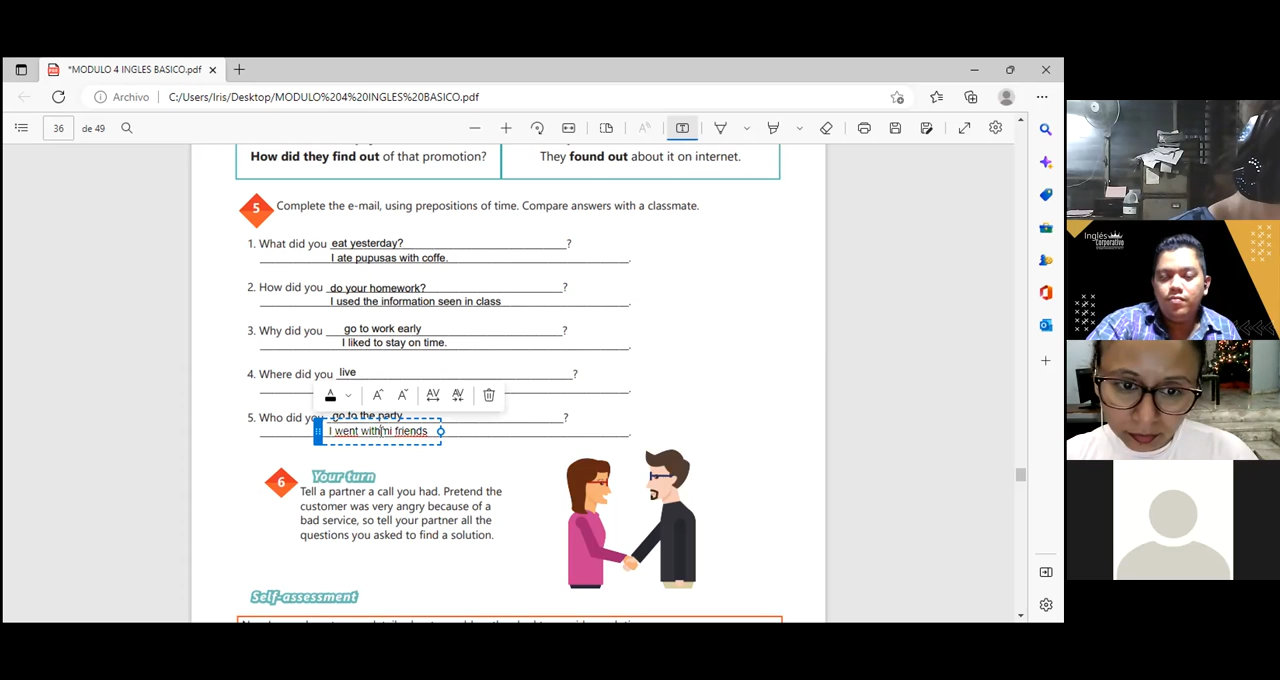 *MODULO 4 INGLES BASICO.pdf
Archivo C:/Users/Iris/Desktop/MODULO%204%20INGLES%20BASICO.pdf
36 de 49
How did they find out of that promotion? They found out about it on internet.
5 Complete the e-mail, using prepositions of time. Compare answers with a classmate.
1. What did you eat yesterday? ?
I ate pupusas with coffe. .
2. How did you do your homework? ?
I used the information seen in class .
3. Why did you go to work early ?
I liked to stay on time. .
4. Where did you live ?
.
5. Who did you go to the party ?
I went with mi friends .
6 Your turn
Tell a partner a call you had. Pretend the
customer was very angry because of a
bad service, so tell your partner all the
questions you asked to find a solution.
Self-assessment
Inglés
Corporativo